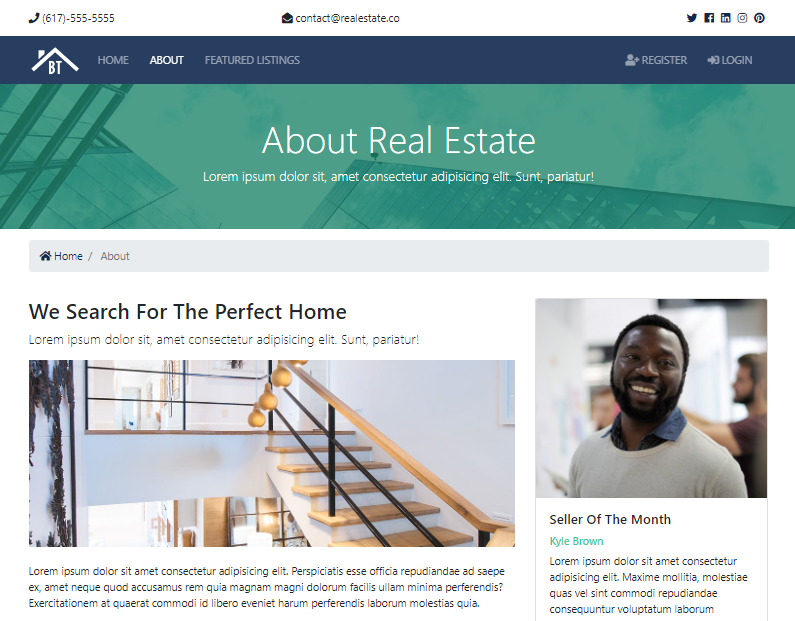 (617)-555-5555
contact@realestate.co
BT
HOME
ABOUT
FEATURED LISTINGS
REGISTER
LOGIN
About Real Estate
Lorem ipsum dolor sit, amet consectetur adipisicing elit. Sunt, pariatur!
Home / About
We Search For The Perfect Home
Lorem ipsum dolor sit, amet consectetur adipisicing elit. Sunt, pariatur!
Lorem ipsum dolor sit amet consectetur adipisicing elit. Perspiciatis esse officia repudiandae ad saepe
ex, amet neque quod accusamus rem quia magnam magni dolorum facilis ullam minima perferendis?
Exercitationem at quaerat commodi id libero eveniet harum perferendis laborum molestias quia.
Seller Of The Month
Kyle Brown
Lorem ipsum dolor sit amet consectetur
adipisicing elit. Maxime mollitia, molestiae
quas vel sint commodi repudiandae
consequuntur voluptatum laborum